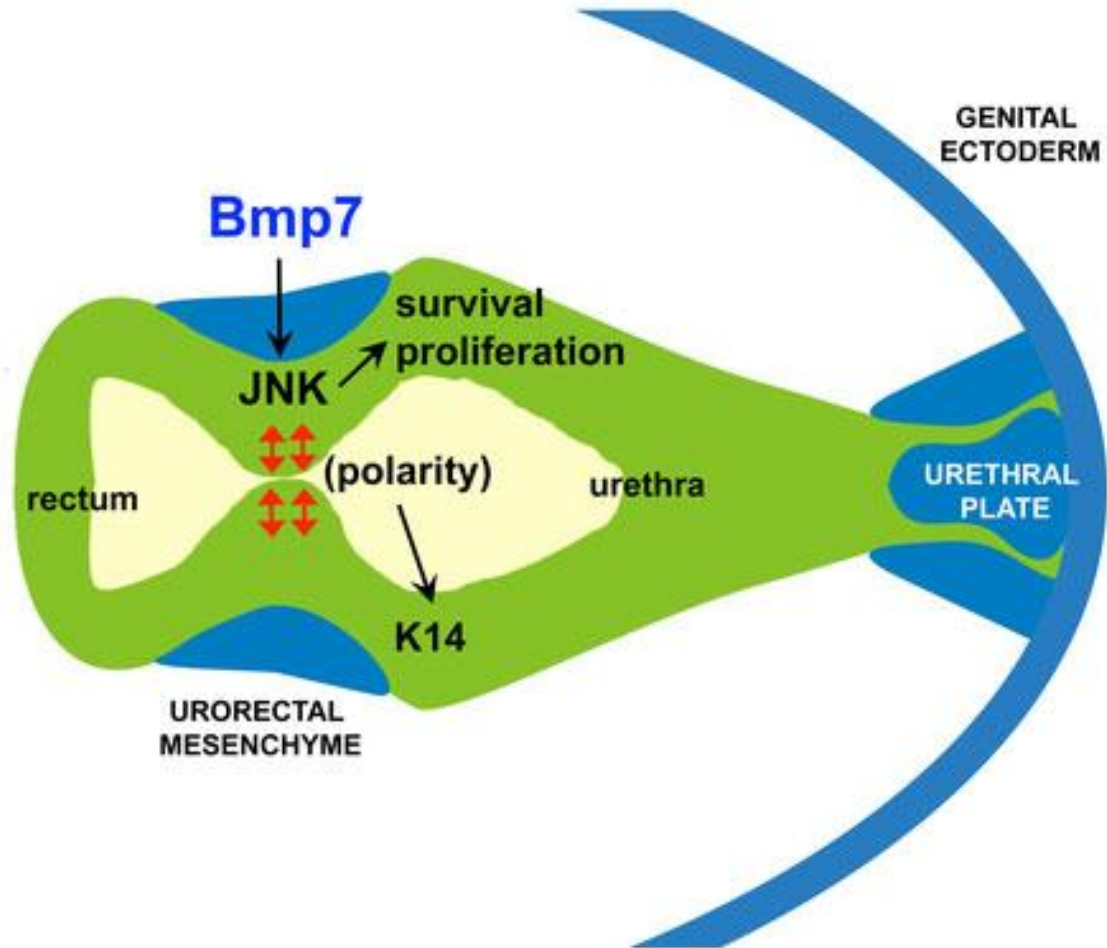 GENITAL
ECTODERM
Bmp7
survival
proliferation
JNK
(polarity)
rectum
urethra
URETHRAL
PLATE
K14
URORECTAL
MESENCHYME